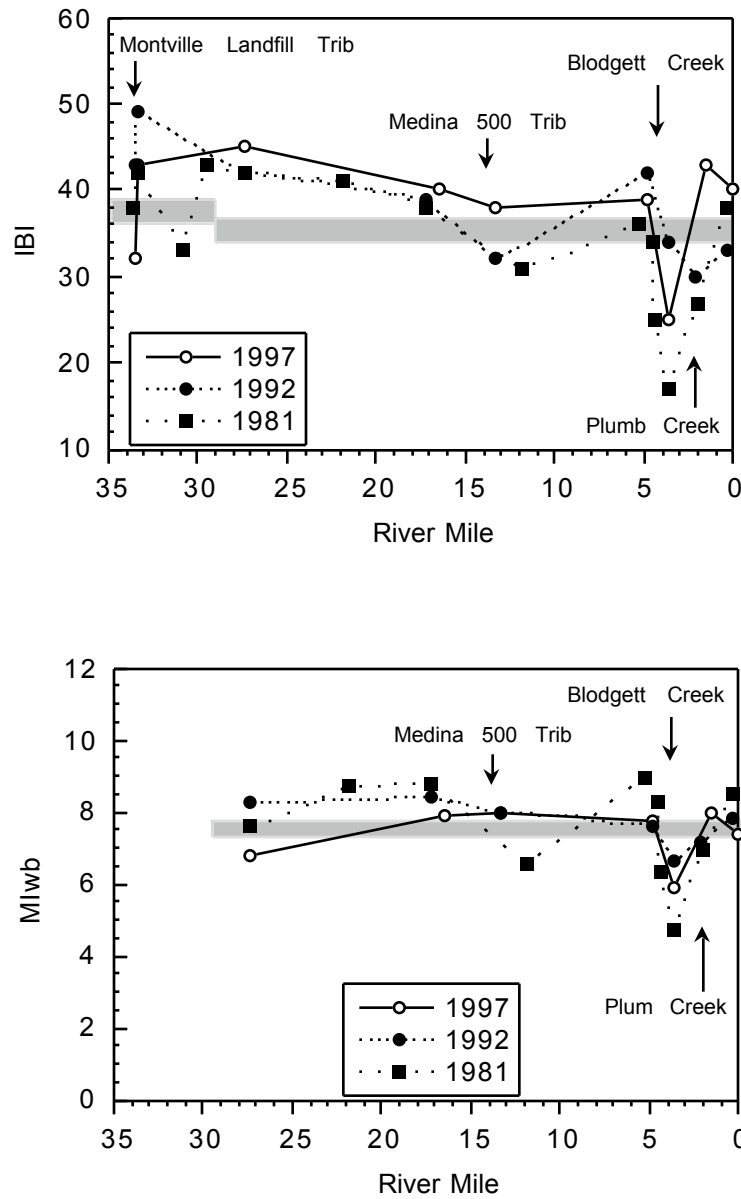 60
Montville Landfill Trib
Blodgett Creek
50
Medina 500 Trib
40
IBI
30
1997
1992
20
1981
Plumb Creek
10
35 30 25 20 15 10 5 0
River Mile
12
Blodgett Creek
10
Medina 500 Trib
8
MIwb
6
4
1997
Plum Creek
1992
2
1981
0
35 30 25 20 15 10 5 0
River Mile